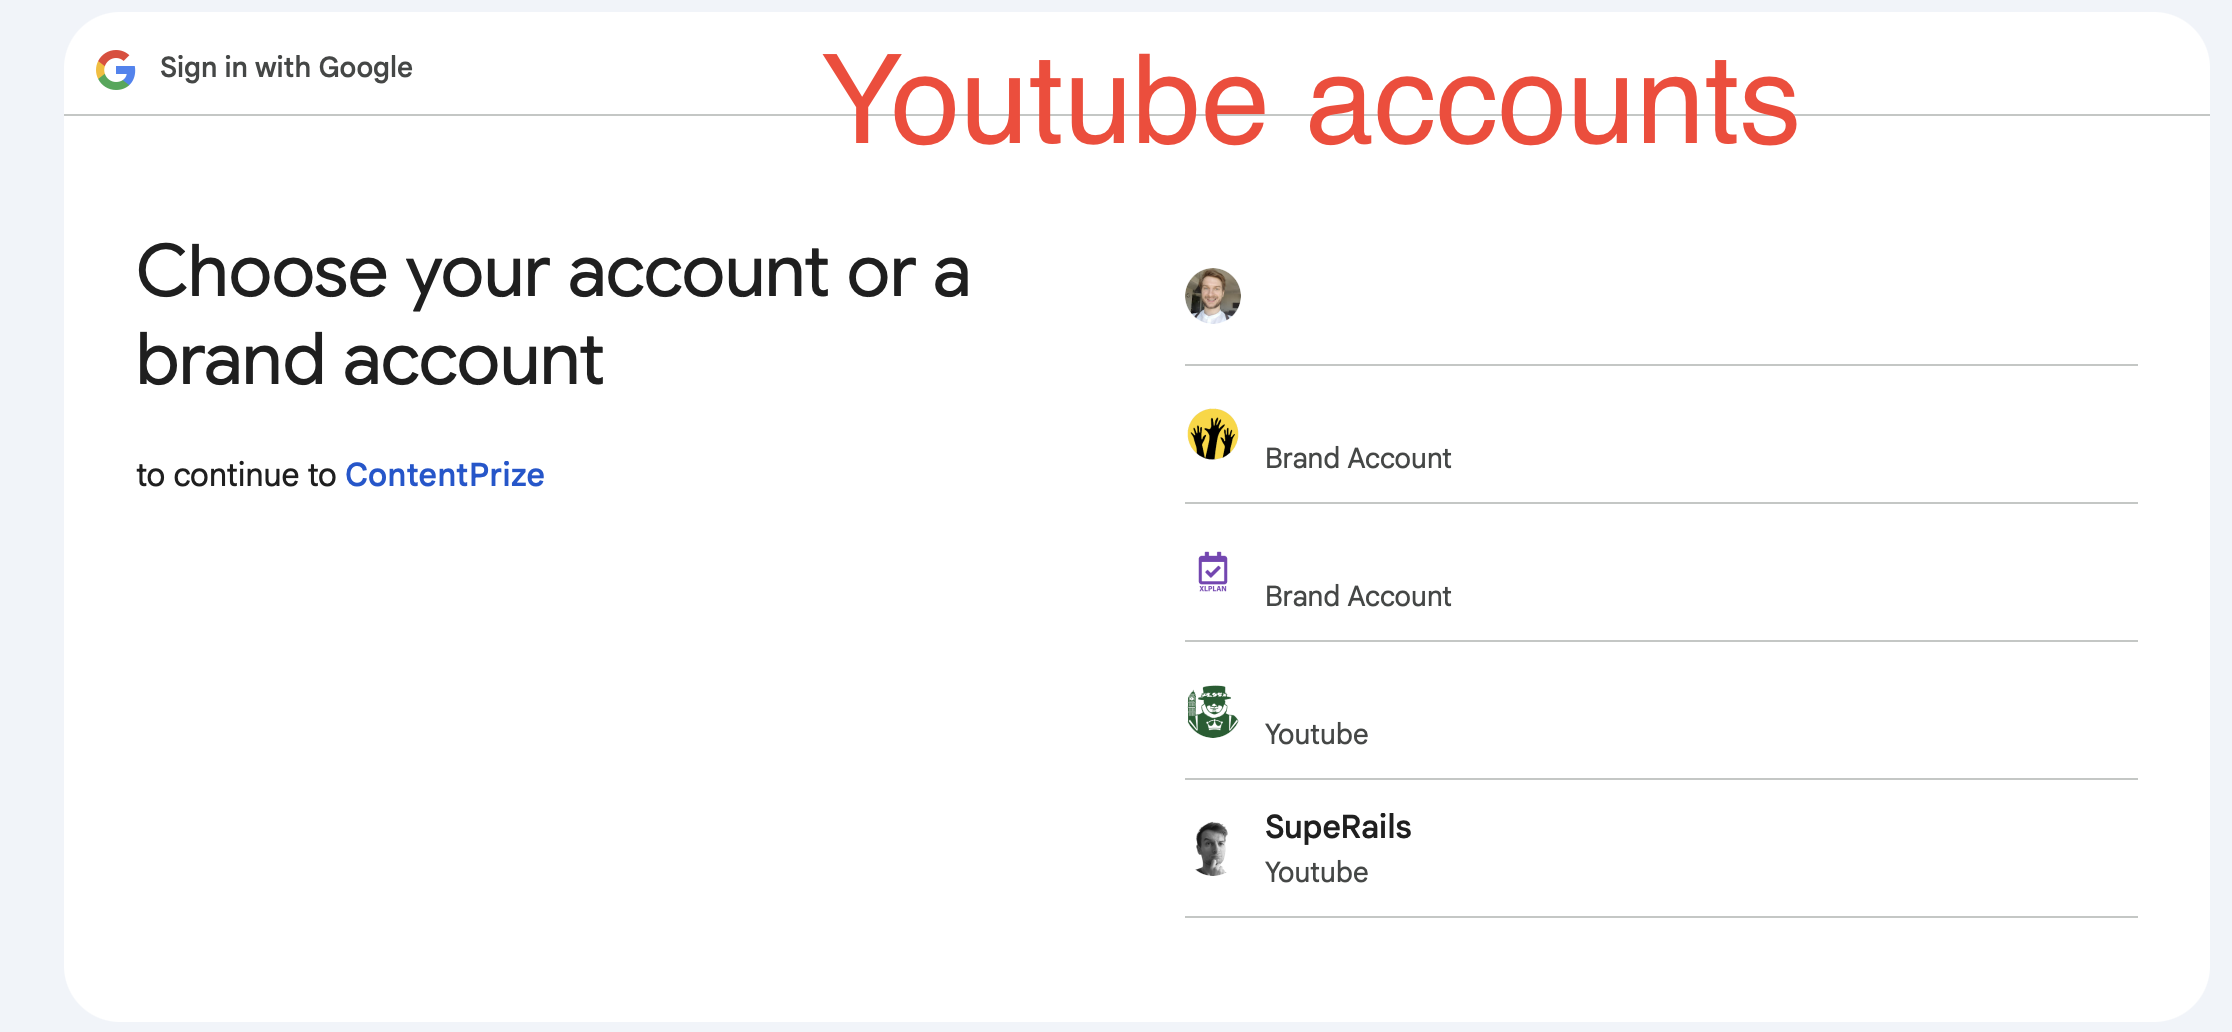 Sign in with Google
Youtube accounts
Choose your account or a
brand account
to continue to ContentPrize
Brand Account
XLPLAN
Brand Account
Youtube
SupeRails
Youtube